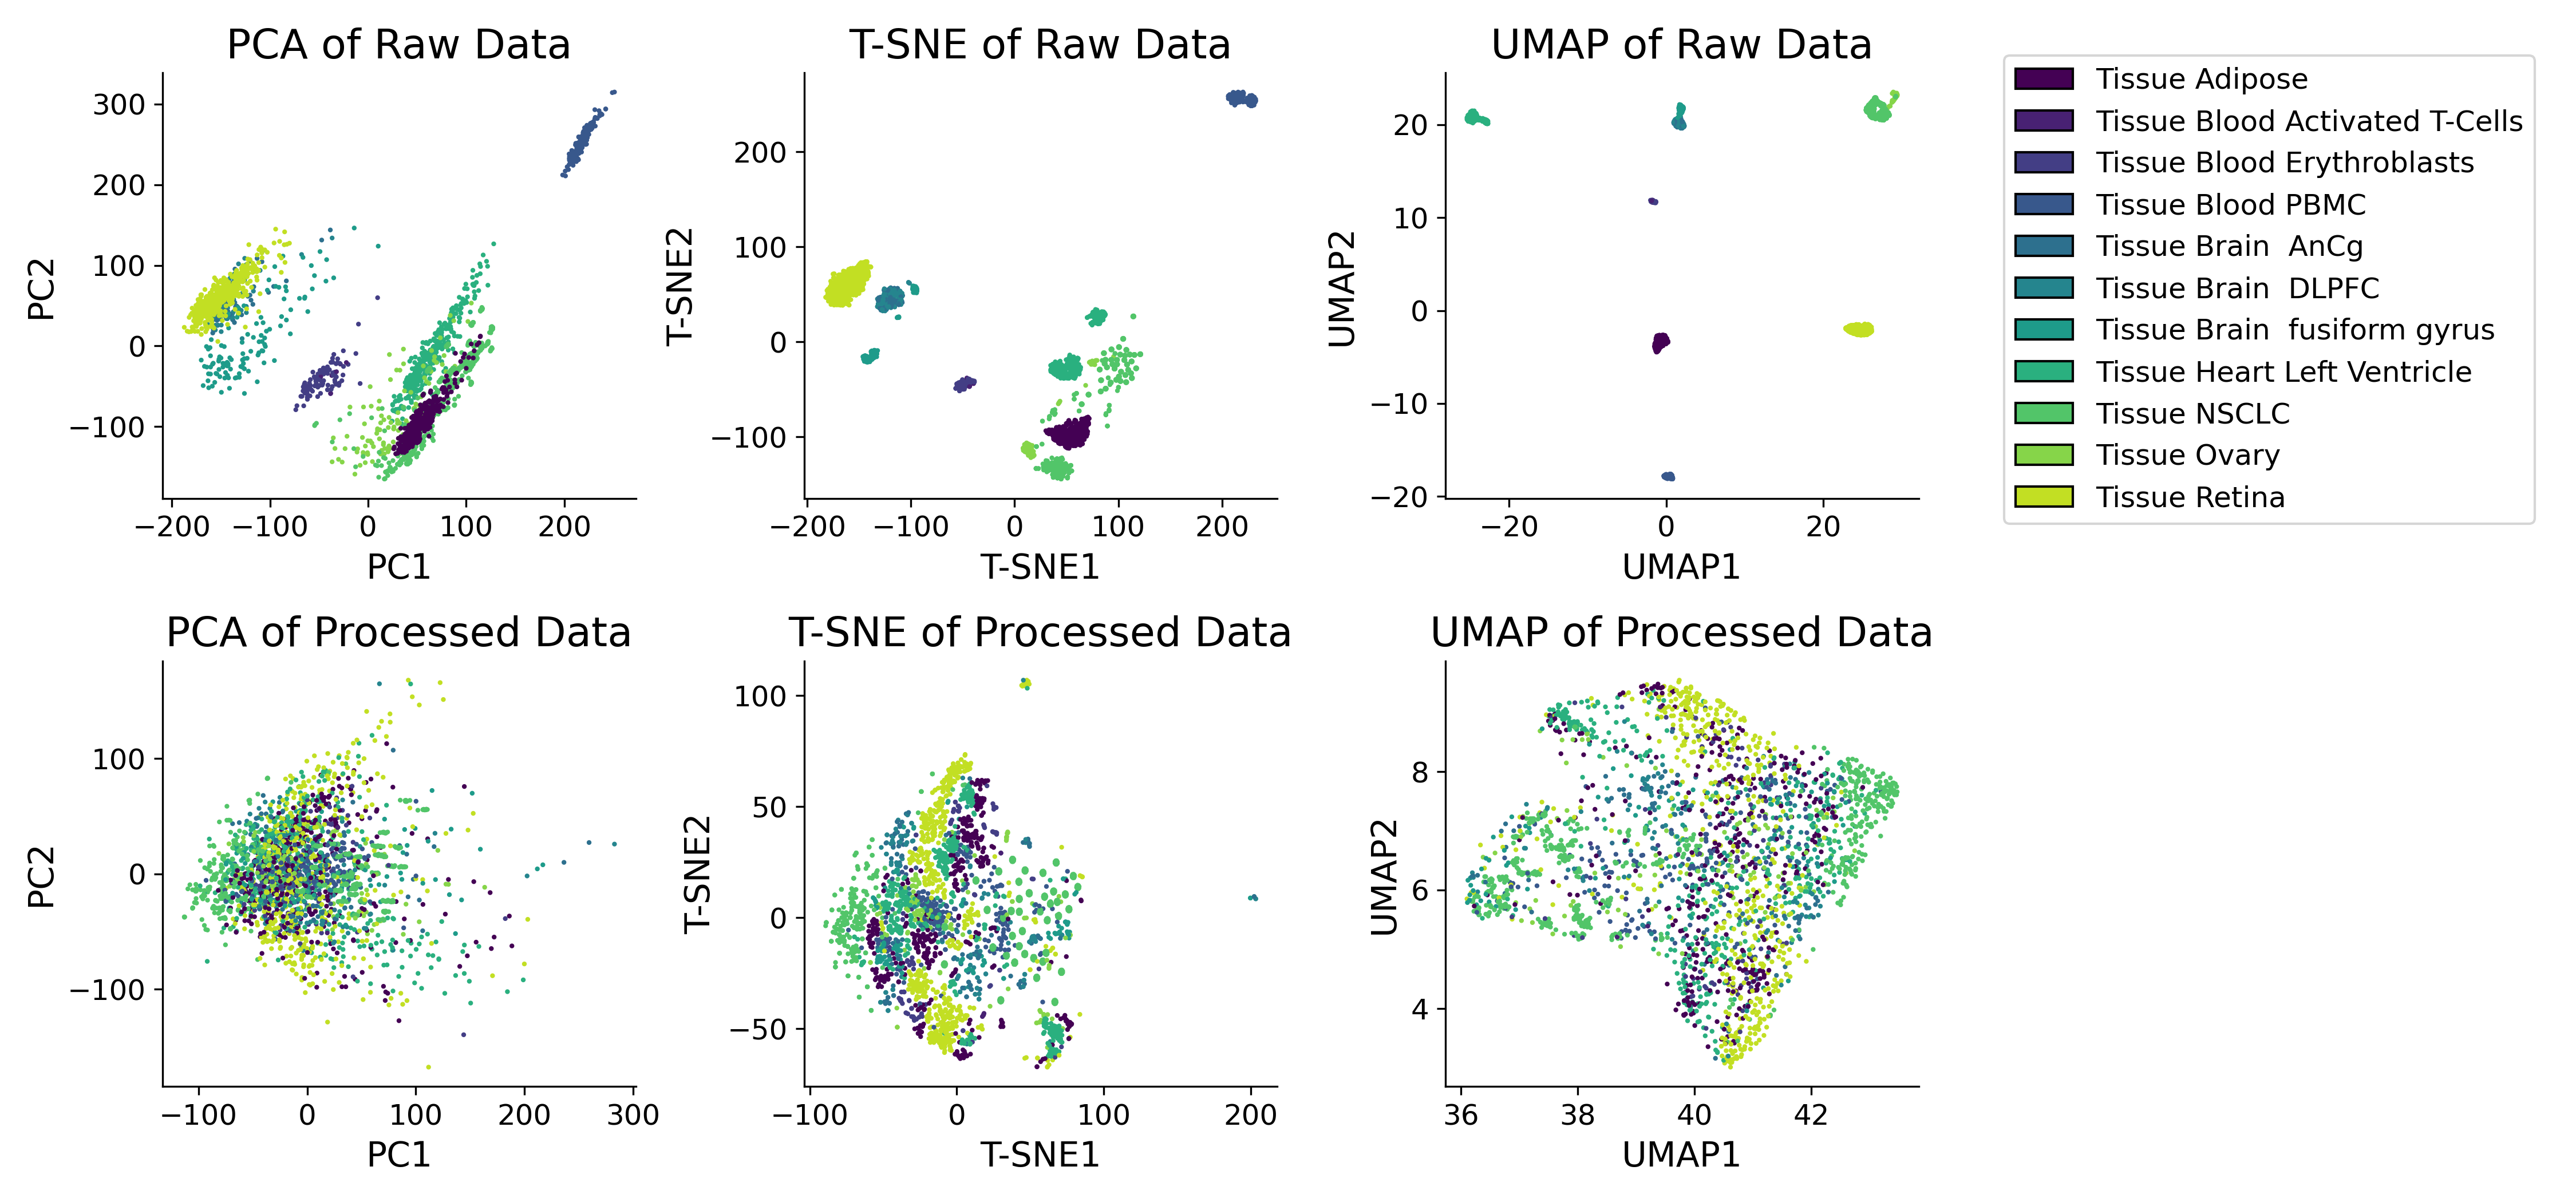 PCA of Raw Data
300
200
100
0
−100
−200
−100
0
100
200
PC2
PC1
T-SNE of Raw Data
200
100
0
−100
−200
−100
0
100
200
T-SNE2
T-SNE1
UMAP of Raw Data
20
10
0
−10
−20
−20
0
20
UMAP2
UMAP1
Tissue Adipose
Tissue Blood Activated T-Cells
Tissue Blood Erythroblasts
Tissue Blood PBMC
Tissue Brain  AnCg
Tissue Brain  DLPFC
Tissue Brain  fusiform gyrus
Tissue Heart Left Ventricle
Tissue NSCLC
Tissue Ovary
Tissue Retina
PCA of Processed Data
100
0
−100
−100
0
100
200
300
PC2
PC1
T-SNE of Processed Data
100
50
0
−50
−100
0
100
200
T-SNE2
T-SNE1
UMAP of Processed Data
8
6
4
36
38
40
42
UMAP2
UMAP1